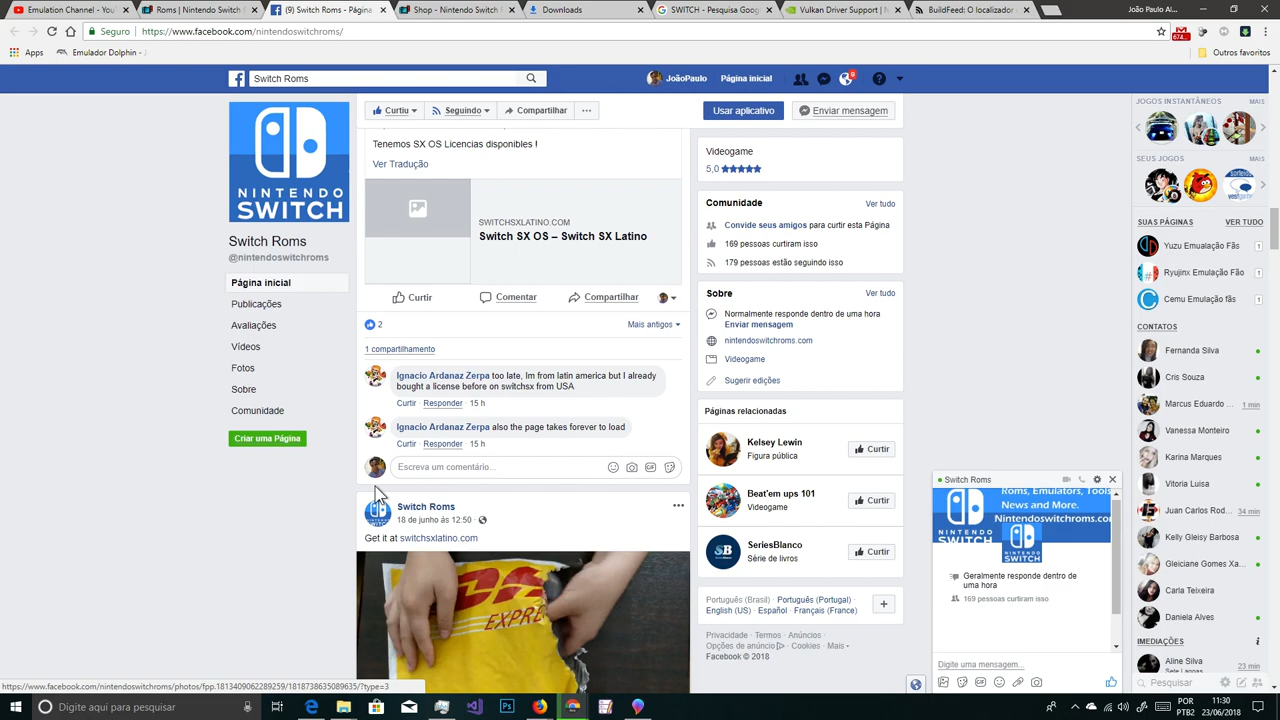 Emulation Channel - Y
Roms | Nintendo Switch R
(9) Switch Roms - Página
Shop - Nintendo Switch R
Downloads
SWITCH - Pesquisa Goog
Vulkan Driver Support | N
BuildFeed: O localizador
João Paulo A...
Seguro
https://www.facebook.com/nintendoswitchroms/
674...
Apps
Emulador Dolphin -
Outros favoritos
Switch Roms
JoãoPaulo
Página inicial
9
Curtiu
Seguindo
Compartilhar
Usar aplicativo
Enviar mensagem
NINTENDO
SWITCH
Switch Roms
@nintendoswitchroms
Página inicial
Publicações
Avaliações
Vídeos
Fotos
Sobre
Comunidade
Criar uma Página
Tenemos SX OS Licencias disponibles !
Ver Tradução
SWITCHSXLATINO.COM
Switch SX OS – Switch SX Latino
Curtir
Comentar
Compartilhar
2
Mais antigos
1 compartilhamento
Ignacio Ardanaz Zerpa too late, Im from latin america but I already
bought a license before on switchsx from USA
Curtir · Responder · 15 h
Ignacio Ardanaz Zerpa also the page takes forever to load
Curtir · Responder · 15 h
Escreva um comentário...
Switch Roms
18 de junho às 12:50 ·
Get it at switchsxlatino.com
EXPRE
Videogame
5,0
Comunidade
Ver tudo
Convide seus amigos para curtir esta Página
169 pessoas curtiram isso
179 pessoas estão seguindo isso
Sobre
Ver tudo
Normalmente responde dentro de uma hora
Enviar mensagem
nintendoswitchroms.com
Videogame
Sugerir edições
Páginas relacionadas
Kelsey Lewin
Figura pública
Curtir
Beat'em ups 101
Videogame
Curtir
SeriesBlanco
Série de livros
Curtir
Português (Brasil) · Português (Portugal) ·
English (US) · Español · Français (France)
Privacidade · Termos · Anúncios ·
Opções de anúncio · Cookies · Mais
Facebook © 2018
JOGOS INSTANTÂNEOS
MAIS
SEUS JOGOS
MAIS
SUAS PÁGINAS
VER TUDO
Yuzu Emualação Fãs
1
Ryujinx Emulação Fão
1
Cemu Emulação fãs
1
CONTATOS
Fernanda Silva
Cris Souza
Marcus Eduardo ...
1 min
Vanessa Monteiro
Karina Marques
Vitoria Luisa
Juan Carlos Rod...
34 min
Kelly Gleisy Barbosa
Gleiciane Gomes Xa...
Carla Teixeira
Daniela Alves
IMEDIAÇÕES
Aline Silva
Sete Lagoas
23 min
Pesquisar
Switch Roms
Roms, Emulators, Tools
News and More.
Nintendoswitchroms.com
Geralmente responde dentro de
uma hora
169 pessoas curtiram isso
Digite uma mensagem...
https://www.facebook.com/nintendoswitchroms/photos/fpp.1813409062289259/1818738635089635/?type=3
Digite aqui para pesquisar
POR
PTB2
11:30
23/06/2018